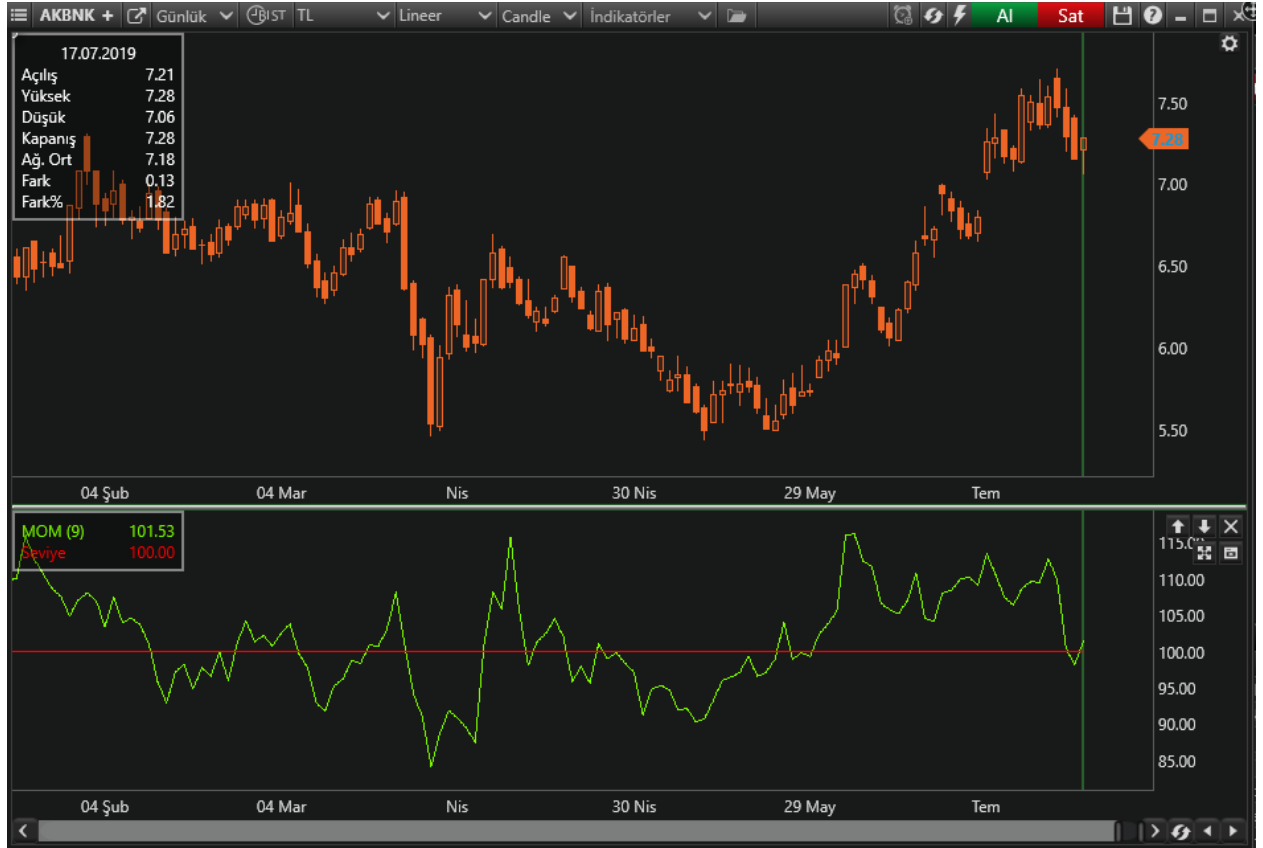 AKBNK + Günlük BIST TL Lineer Candle İndikatörler Al Sat
17.07.2019
Açılış 7.21
Yüksek 7.28
Düşük 7.06
Kapanış 7.28
Ağ. Ort 7.18
Fark 0.13
Fark% 1.82
7.50
7.28
7.00
6.50
6.00
5.50
04 Şub 04 Mar Nis 30 Nis 29 May Tem
MOM (9) 101.53
Seviye 100.00
115.00
110.00
105.00
100.00
95.00
90.00
85.00
04 Şub 04 Mar Nis 30 Nis 29 May Tem